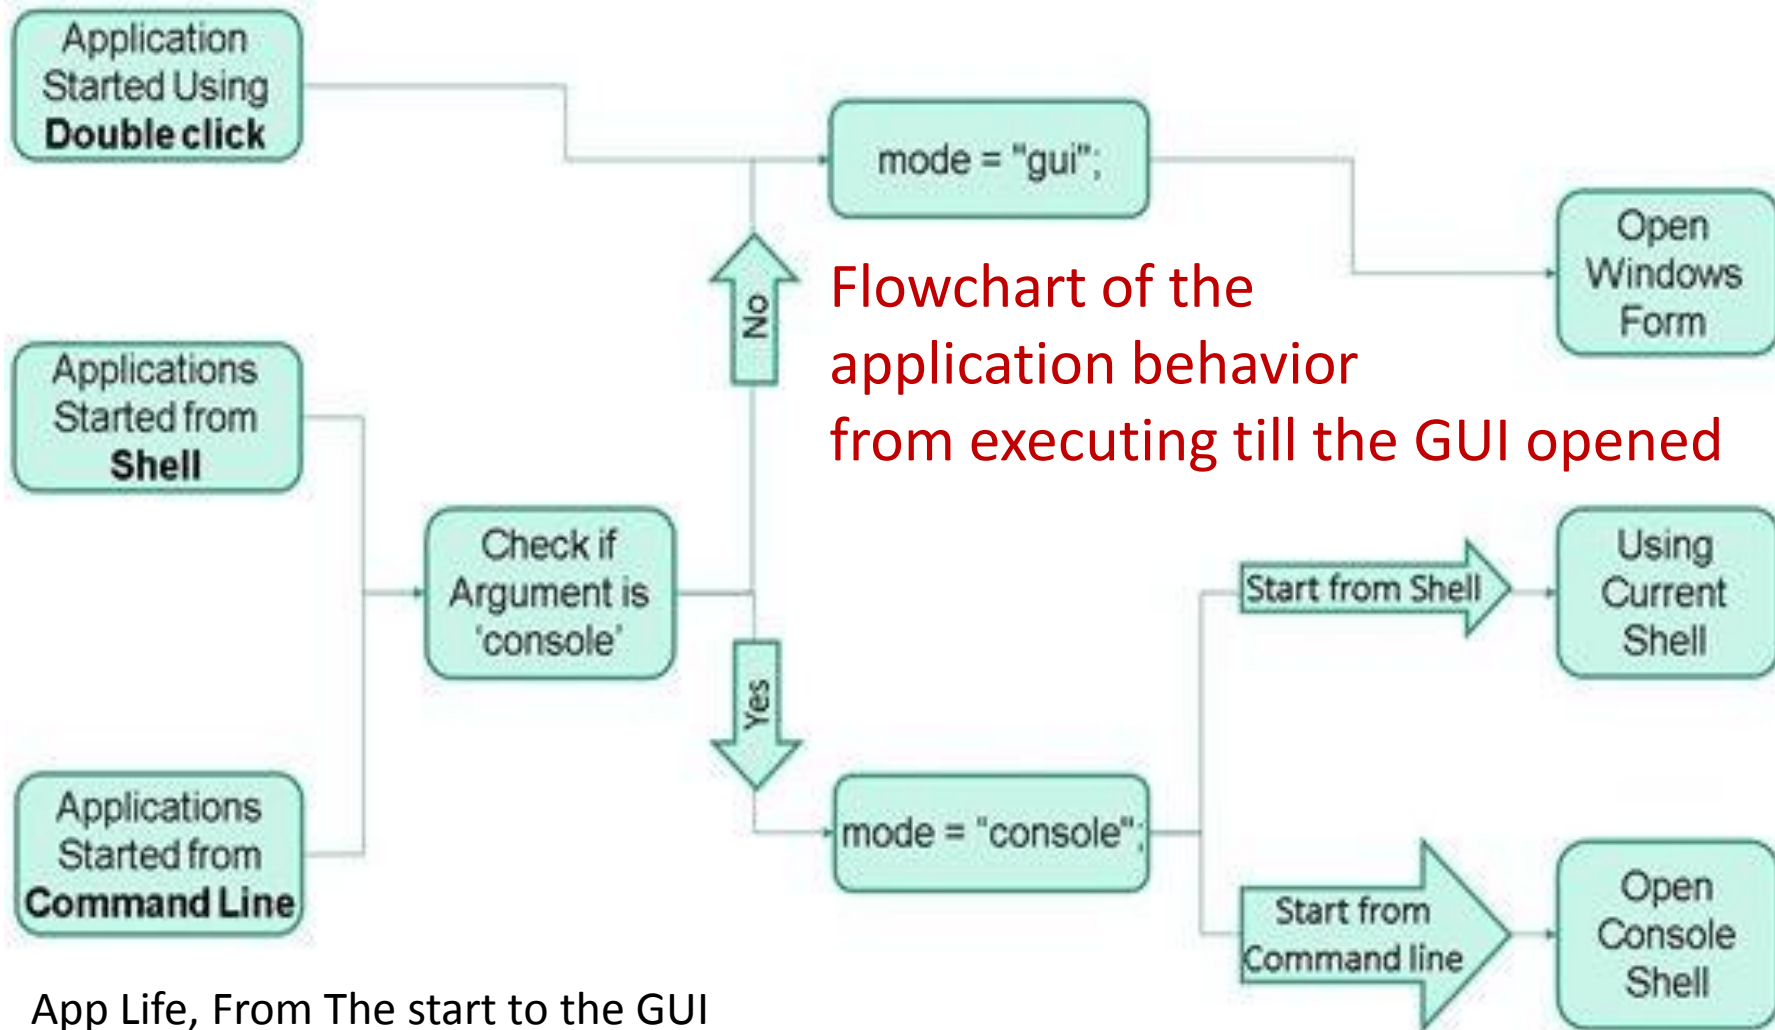 Application
Started Using
Double click
mode = "gui";
Open
Windows
Form
No
Flowchart of the
application behavior
from executing till the GUI opened
Applications
Started from
Shell
Check if
Argument is
‘console’
Start from Shell
Using
Current
Shell
Yes
Applications
Started from
Command Line
mode = "console";
Start from
Command line
Open
Console
Shell
App Life, From The start to the GUI